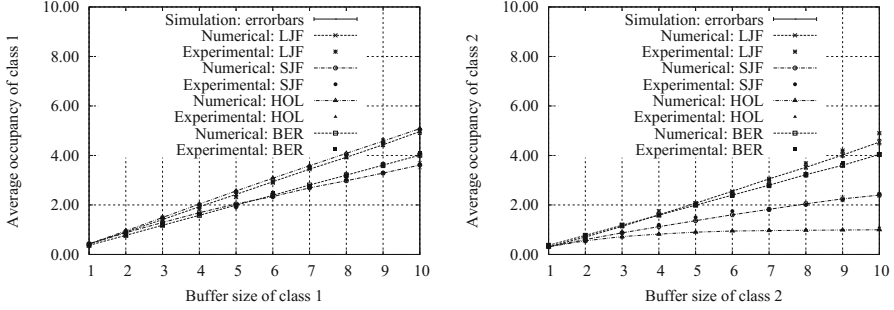 10.00
8.00
6.00
4.00
2.00
0.00
Average occupancy of class 1
Simulation: errorbars
Numerical: LJF
Experimental: LJF
Numerical: SJF
Experimental: SJF
Numerical: HOL
Experimental: HOL
Numerical: BER
Experimental: BER
1 2 3 4 5 6 7 8 9 10
Buffer size of class 1
10.00
8.00
6.00
4.00
2.00
0.00
Average occupancy of class 2
Simulation: errorbars
Numerical: LJF
Experimental: LJF
Numerical: SJF
Experimental: SJF
Numerical: HOL
Experimental: HOL
Numerical: BER
Experimental: BER
1 2 3 4 5 6 7 8 9 10
Buffer size of class 2